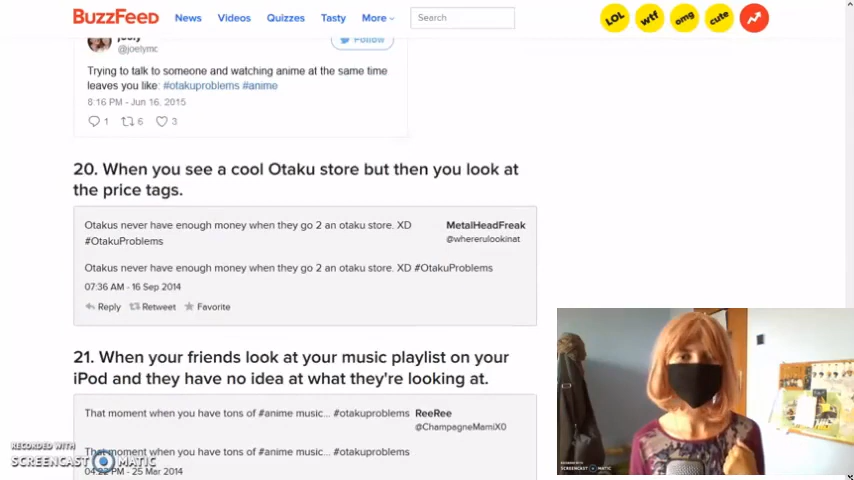 BuzzFeed News Videos Quizzes Tasty More Search LOL wtf omg cute
Follow
@joelymc
Trying to talk to someone and watching anime at the same time
leaves you like: #otakuproblems #anime
8:16 PM - Jun 16, 2015
1 6 3
20. When you see a cool Otaku store but then you look at
the price tags.
Otakus never have enough money when they go 2 an otaku store. XD
#OtakuProblems
MetalHeadFreak
@whererulookinat
Otakus never have enough money when they go 2 an otaku store. XD #OtakuProblems
07:36 AM - 16 Sep 2014
Reply Retweet Favorite
21. When your friends look at your music playlist on your
iPod and they have no idea at what they're looking at.
That moment when you have tons of #anime music... #otakuproblems
ReeRee
@ChampagneMamiX0
That moment when you have tons of #anime music... #otakuproblems
04:22 PM - 25 Mar 2014
RECORDED WITH
SCREENCAST MATIC